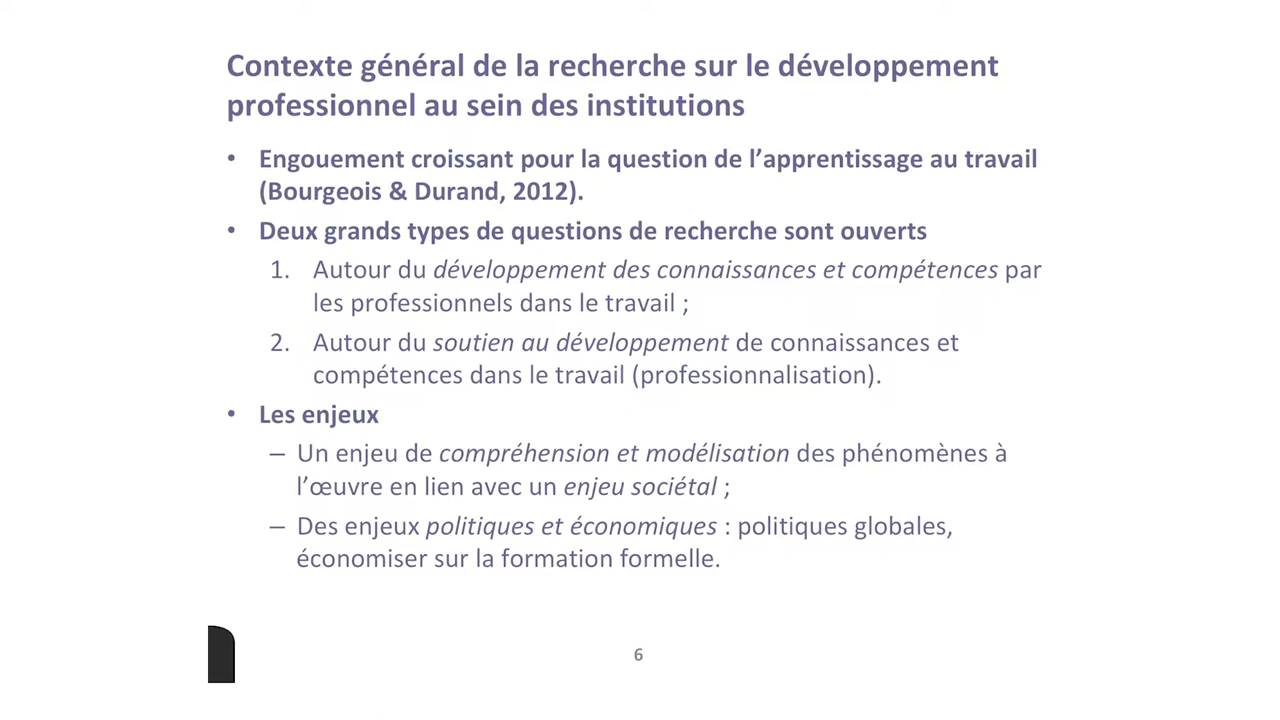 Contexte général de la recherche sur le développement
professionnel au sein des institutions
• Engouement croissant pour la question de l’apprentissage au travail
(Bourgeois & Durand, 2012).
• Deux grands types de questions de recherche sont ouverts
1. Autour du développement des connaissances et compétences par
les professionnels dans le travail ;
2. Autour du soutien au développement de connaissances et
compétences dans le travail (professionnalisation).
• Les enjeux
– Un enjeu de compréhension et modélisation des phénomènes à
l’œuvre en lien avec un enjeu sociétal ;
– Des enjeux politiques et économiques : politiques globales,
économiser sur la formation formelle.
6